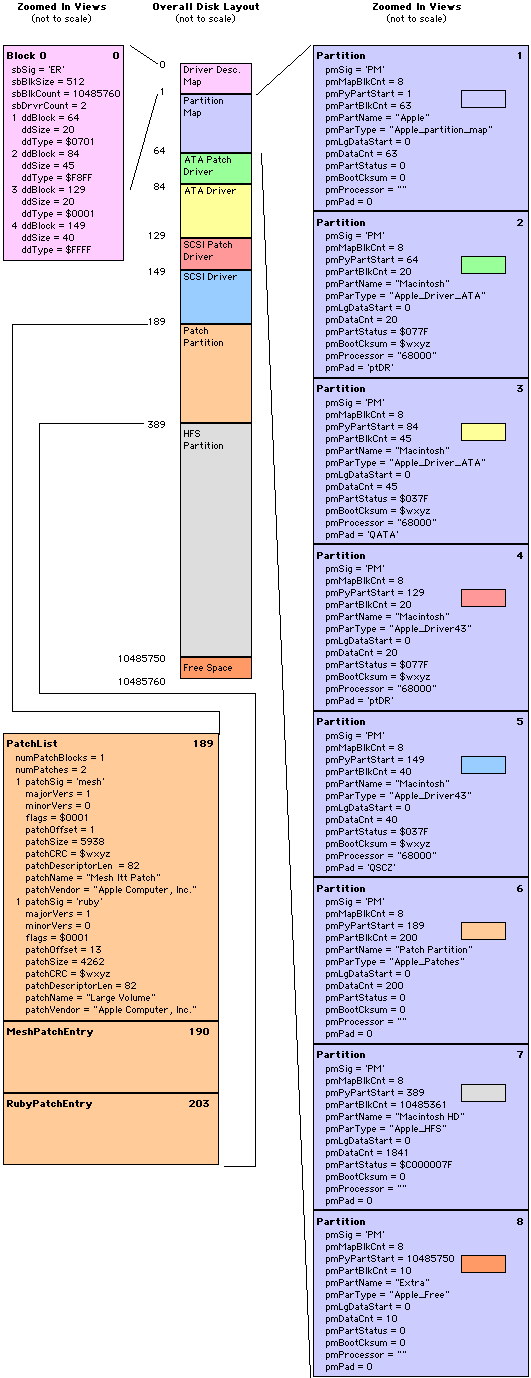 Zoomed In Views
(not to scale)
Block 0 0
sbSig = 'ER'
sbBlkSize = 512
sbBlkCount = 10485760
sbDrvrCount = 2
1 ddBlock = 64
ddSize = 20
ddType = $0701
2 ddBlock = 84
ddSize = 45
ddType = $F8FF
3 ddBlock = 129
ddSize = 20
ddType = $0001
4 ddBlock = 149
ddSize = 40
ddType = $FFFF
Overall Disk Layout
(not to scale)
0
Driver Desc.
Map
1
Partition
Map
64
ATA Patch
Driver
84
ATA Driver
129
SCSI Patch
Driver
149
SCSI Driver
189
Patch
Partition
389
HFS
Partition
10485750
Free Space
10485760
PatchList 189
numPatchBlocks = 1
numPatches = 2
1 patchSig = 'mesh'
majorVers = 1
minorVers = 0
flags = $0001
patchOffset = 1
patchSize = 5938
patchCRC = $wxyz
patchDescriptorLen = 82
patchName = "Mesh Itt Patch"
patchVendor = "Apple Computer, Inc."
1 patchSig = 'ruby'
majorVers = 1
minorVers = 0
flags = $0001
patchOffset = 13
patchSize = 4262
patchCRC = $wxyz
patchDescriptorLen = 82
patchName = "Large Volume"
patchVendor = "Apple Computer, Inc."
MeshPatchEntry 190
RubyPatchEntry 203
Zoomed In Views
(not to scale)
Partition 1
pmSig = 'PM'
pmMapBlkCnt = 8
pmPyPartStart = 1
pmPartBlkCnt = 63
pmPartName = "Apple"
pmParType = "Apple_partition_map"
pmLgDataStart = 0
pmDataCnt = 63
pmPartStatus = 0
pmBootCksum = 0
pmProcessor = ""
pmPad = 0
Partition 2
pmSig = 'PM'
pmMapBlkCnt = 8
pmPyPartStart = 64
pmPartBlkCnt = 20
pmPartName = "Macintosh"
pmParType = "Apple_Driver_ATA"
pmLgDataStart = 0
pmDataCnt = 20
pmPartStatus = $077F
pmBootCksum = $wxyz
pmProcessor = "68000"
pmPad = 'ptDR'
Partition 3
pmSig = 'PM'
pmMapBlkCnt = 8
pmPyPartStart = 84
pmPartBlkCnt = 45
pmPartName = "Macintosh"
pmParType = "Apple_Driver_ATA"
pmLgDataStart = 0
pmDataCnt = 45
pmPartStatus = $037F
pmBootCksum = $wxyz
pmProcessor = "68000"
pmPad = 'QATA'
Partition 4
pmSig = 'PM'
pmMapBlkCnt = 8
pmPyPartStart = 129
pmPartBlkCnt = 20
pmPartName = "Macintosh"
pmParType = "Apple_Driver43"
pmLgDataStart = 0
pmDataCnt = 20
pmPartStatus = $077F
pmBootCksum = $wxyz
pmProcessor = "68000"
pmPad = 'ptDR'
Partition 5
pmSig = 'PM'
pmMapBlkCnt = 8
pmPyPartStart = 149
pmPartBlkCnt = 40
pmPartName = "Macintosh"
pmParType = "Apple_Driver43"
pmLgDataStart = 0
pmDataCnt = 40
pmPartStatus = $037F
pmBootCksum = $wxyz
pmProcessor = "68000"
pmPad = 'QSCZ'
Partition 6
pmSig = 'PM'
pmMapBlkCnt = 8
pmPyPartStart = 189
pmPartBlkCnt = 200
pmPartName = "Patch Partition"
pmParType = "Apple_Patches"
pmLgDataStart = 0
pmDataCnt = 200
pmPartStatus = 0
pmBootCksum = 0
pmProcessor = ""
pmPad = 0
Partition 7
pmSig = 'PM'
pmMapBlkCnt = 8
pmPyPartStart = 389
pmPartBlkCnt = 10485361
pmPartName = "Macintosh HD"
pmParType = "Apple_HFS"
pmLgDataStart = 0
pmDataCnt = 1841
pmPartStatus = $C000007F
pmBootCksum = 0
pmProcessor = ""
pmPad = 0
Partition 8
pmSig = 'PM'
pmMapBlkCnt = 8
pmPyPartStart = 10485750
pmPartBlkCnt = 10
pmPartName = "Extra"
pmParType = "Apple_Free"
pmLgDataStart = 0
pmDataCnt = 10
pmPartStatus = 0
pmBootCksum = 0
pmProcessor = ""
pmPad = 0